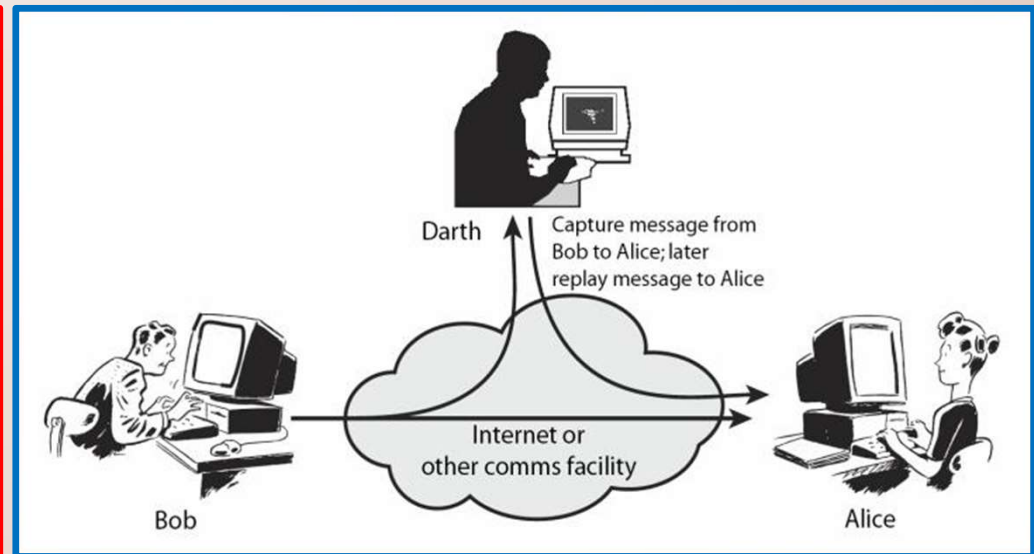 Darth
Capture message from
Bob to Alice; later
replay message to Alice
Internet or
other comms facility
Bob
Alice